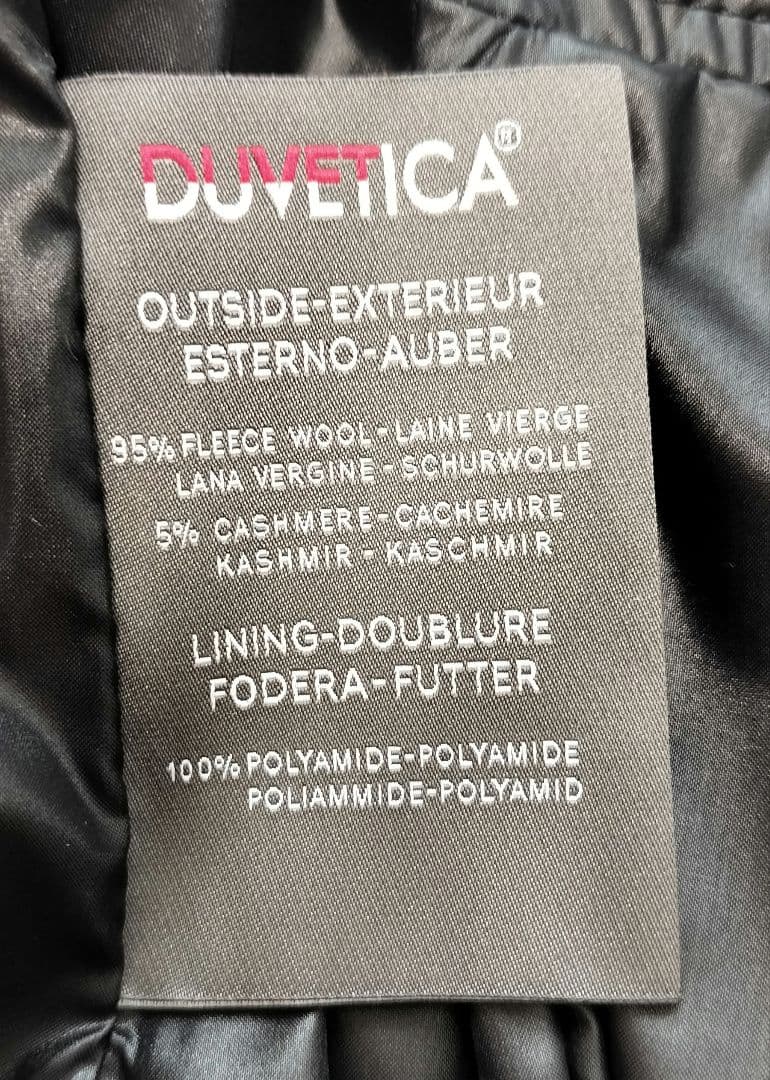 DUVETICA®
OUTSIDE-EXTERIEUR
ESTERNO-AUBER
95% FLEECE WOOL-LAINE VIERGE
LANA VERGINE-SCHURWOLLE
5% CASHMERE-CACHEMIRE
KASHMIR-KASCHMIR
LINING-DOUBLURE
FODERA-FUTTER
100% POLYAMIDE-POLYAMIDE
POLIAMMIDE-POLYAMID